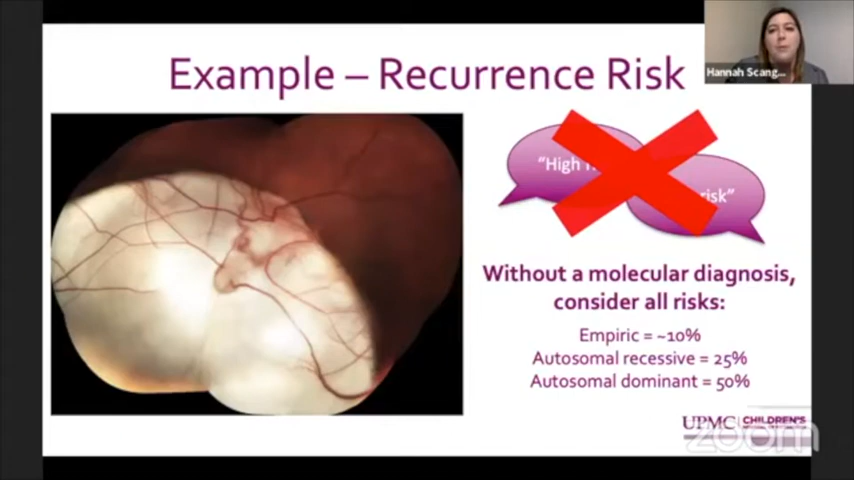 Example – Recurrence Risk
Hannah Scang...
"High
risk"
Without a molecular diagnosis,
consider all risks:
Empiric = ~10%
Autosomal recessive = 25%
Autosomal dominant = 50%
UPMC CHILDREN'S
zoom